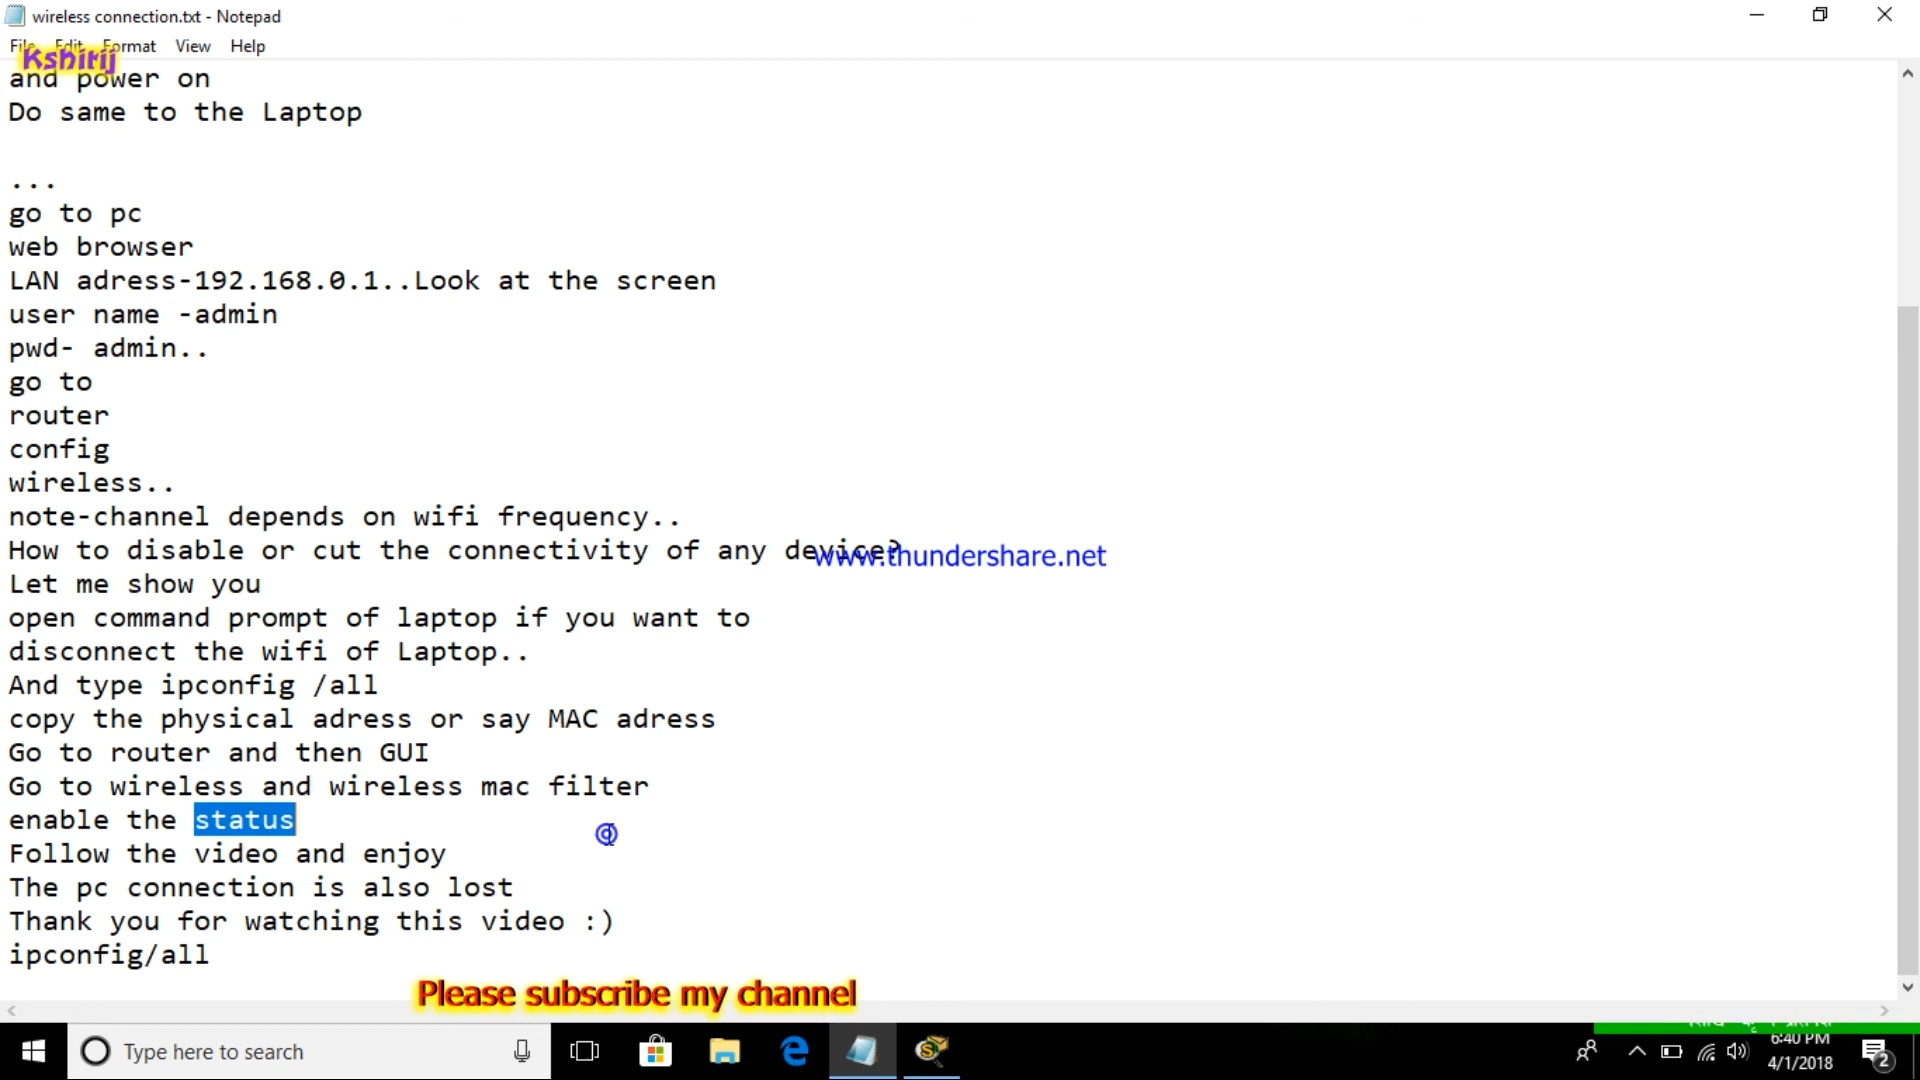 wireless connection.txt - Notepad
File Edit Format View Help
Kshitij
and power on
Do same to the Laptop
...
go to pc
web browser
LAN adress-192.168.0.1..Look at the screen
user name -admin
pwd- admin..
go to
router
config
wireless..
note-channel depends on wifi frequency..
How to disable or cut the connectivity of any device?
www.thundershare.net
Let me show you
open command prompt of laptop if you want to
disconnect the wifi of Laptop..
And type ipconfig /all
copy the physical adress or say MAC adress
Go to router and then GUI
Go to wireless and wireless mac filter
enable the status
Follow the video and enjoy
The pc connection is also lost
Thank you for watching this video :)
ipconfig/all
Please subscribe my channel
Type here to search
6:40 PM
4/1/2018
2